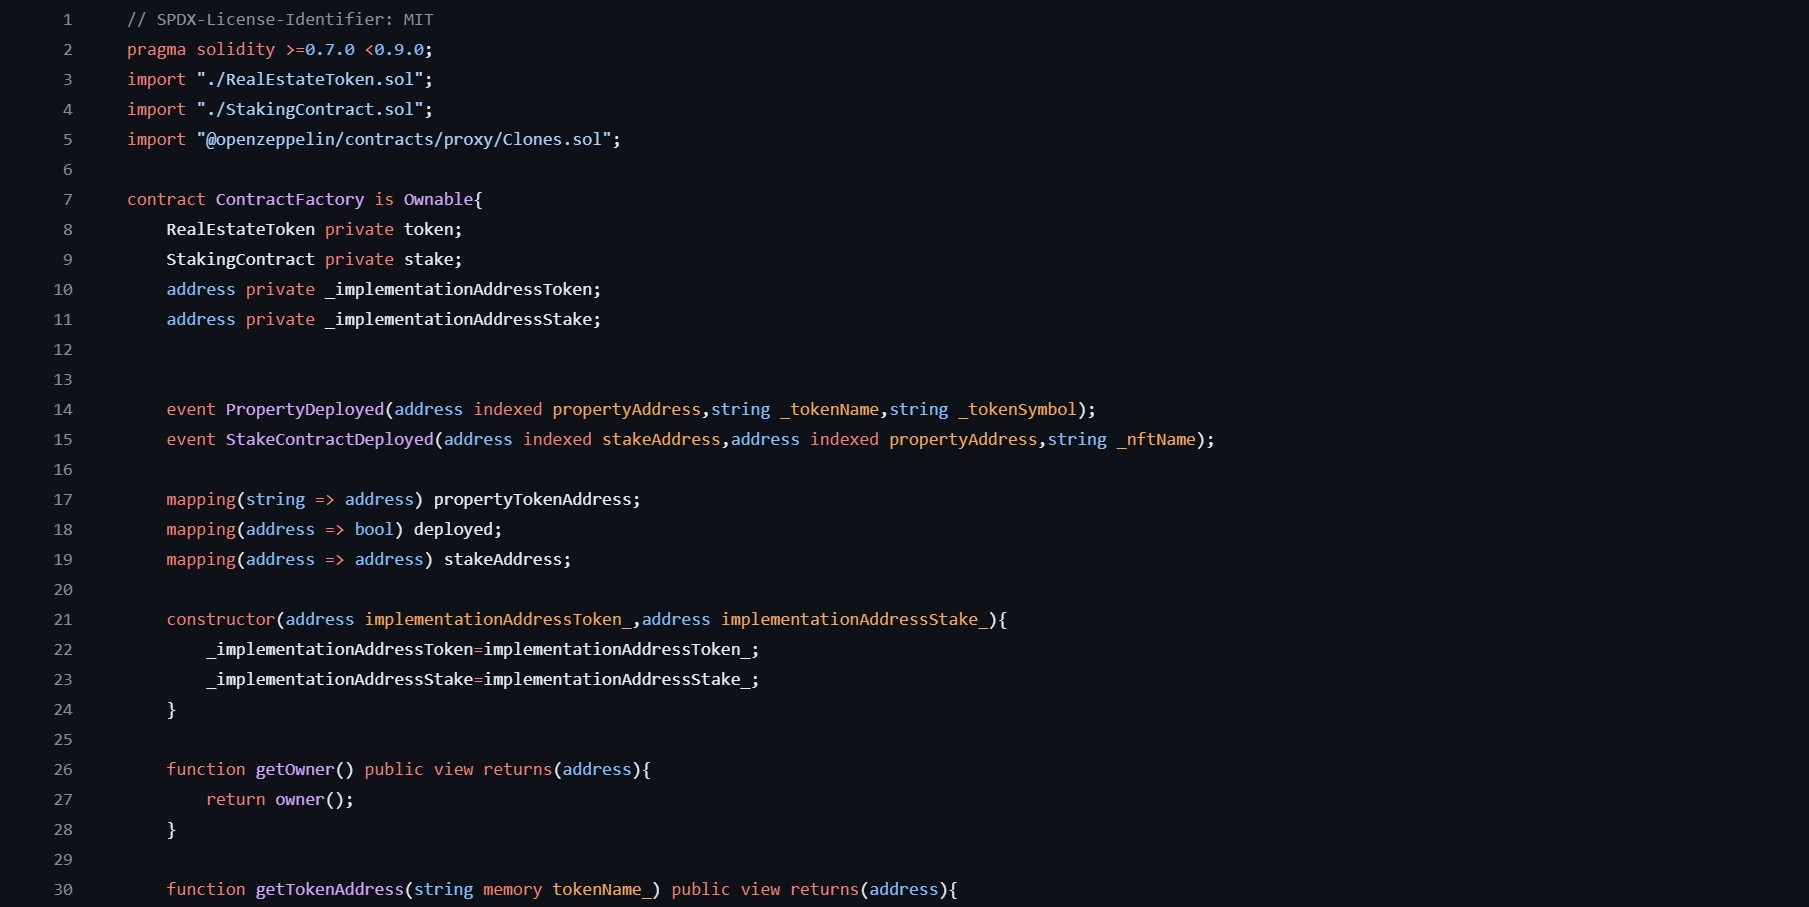 1 // SPDX-License-Identifier: MIT
2 pragma solidity >=0.7.0 <0.9.0;
3 import "./RealEstateToken.sol";
4 import "./StakingContract.sol";
5 import "@openzeppelin/contracts/proxy/Clones.sol";
6
7 contract ContractFactory is Ownable{
8 RealEstateToken private token;
9 StakingContract private stake;
10 address private _implementationAddressToken;
11 address private _implementationAddressStake;
12
13
14 event PropertyDeployed(address indexed propertyAddress,string _tokenName,string _tokenSymbol);
15 event StakeContractDeployed(address indexed stakeAddress,address indexed propertyAddress,string _nftName);
16
17 mapping(string => address) propertyTokenAddress;
18 mapping(address => bool) deployed;
19 mapping(address => address) stakeAddress;
20
21 constructor(address implementationAddressToken_,address implementationAddressStake_){
22 _implementationAddressToken=implementationAddressToken_;
23 _implementationAddressStake=implementationAddressStake_;
24 }
25
26 function getOwner() public view returns(address){
27 return owner();
28 }
29
30 function getTokenAddress(string memory tokenName_) public view returns(address){